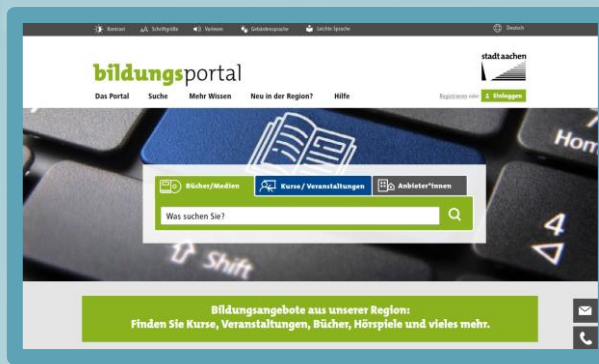 Kontrast Schriftgröße Vorlesen Gebärdensprache Leichte Sprache Deutsch
bildungsportal
stadt aachen
Das Portal Suche Mehr Wissen Neu in der Region? Hilfe Registrieren oder Einloggen
Hom
Bücher/Medien Kurse/Veranstaltungen Anbieter*Innen
Was suchen Sie?
4
Shift
Bildungsangebote aus unserer Region:
Finden Sie Kurse, Veranstaltungen, Bücher, Hörspiele und vieles mehr.